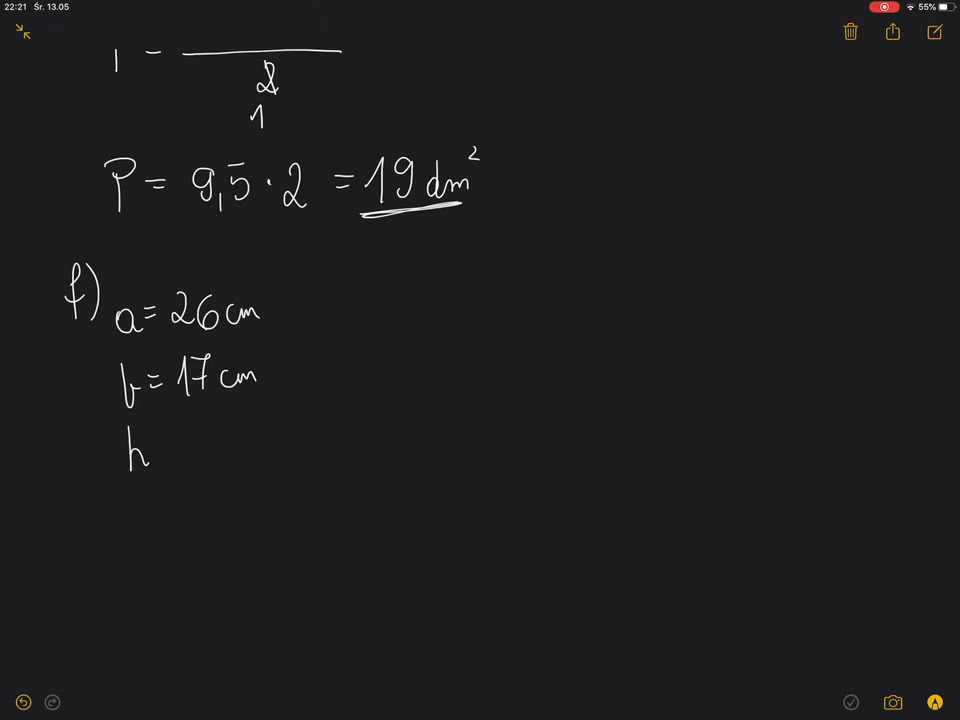 22:21 Śr. 13.05 55%
2
1
P = 9,5 · 2 = 19 dm²
f)
a = 26 cm
b = 17 cm
h